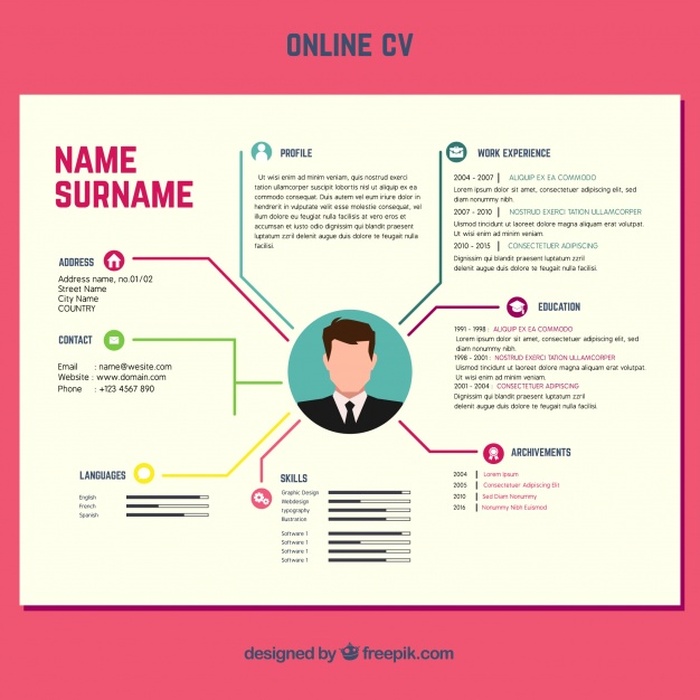 ONLINE CV
NAME
SURNAME
PROFILE
Ut wisi enim ad minim veniam, quis nostrud exerci
tation ullamcorper suscipit lobortis nisl ut aliquip ex ea
commodo consequat. Duis autem vel eum iriure dolor in
hendrerit in vulputate velit esse molestie consequat, vel
illum dolore eu feugiat nulla facilisis at vero eros et
accumsan et iusto odio dignissim qui blandit praesent
luptatum zzril delenit augue duis dolore te feugait nulla
facilisi.
WORK EXPERIENCE
2004 - 2007 | ALIQUIP EX EA COMMODO
Lorem ipsum dolor sit amet, consectetuer adipiscing elit, sed
diam nonummy nibh.
2007 - 2010 | NOSTRUD EXERCI TATION ULLAMCORPER
Uismod tincidunt ut laoreet dolore magna aliquam erat volutpat.
Ut wisi enim ad minim veniam.
2010 - 2015 | CONSECTETUER ADIPISCING
Dignissim qui blandit praesent luptatum zzril
delenit augue duis dolore te feugait nulla facilisi.
ADDRESS
Address name, no.01/02
Street Name
City Name
COUNTRY
CONTACT
Email : name@wesite.com
Website : www.domain.com
Phone : +123 4567 890
EDUCATION
1991 - 1998 : ALIQUIP EX EA COMMODO
Lorem ipsum dolor sit amet, consectetuer adipiscing elit, sed diam
nonummy nibh.
1998 - 2001 : NOSTRUD EXERCI TATION ULLAMCORPER
Uismod tincidunt ut laoreet dolore magna aliquam erat volutpat.
Ut wisi enim ad minim veniam.
2001 - 2004 : CONSECTETUER ADIPISCING
Dignissim qui blandit praesent luptatum zzril
delenit augue duis dolore te feugait nulla facilisi.
LANGUAGES
English
French
Spanish
SKILLS
Graphic Design
Webdesign
typography
Illustration
Software 1
Software 1
Software 1
Software 1
ARCHIVEMENTS
2004 | Lorem Ipsum
2005 | Consectetuer Adipiscing Elit
2010 | Sed Diam Nonummy
2016 | Nonummy Nibh Euismod
designed by freepik.com